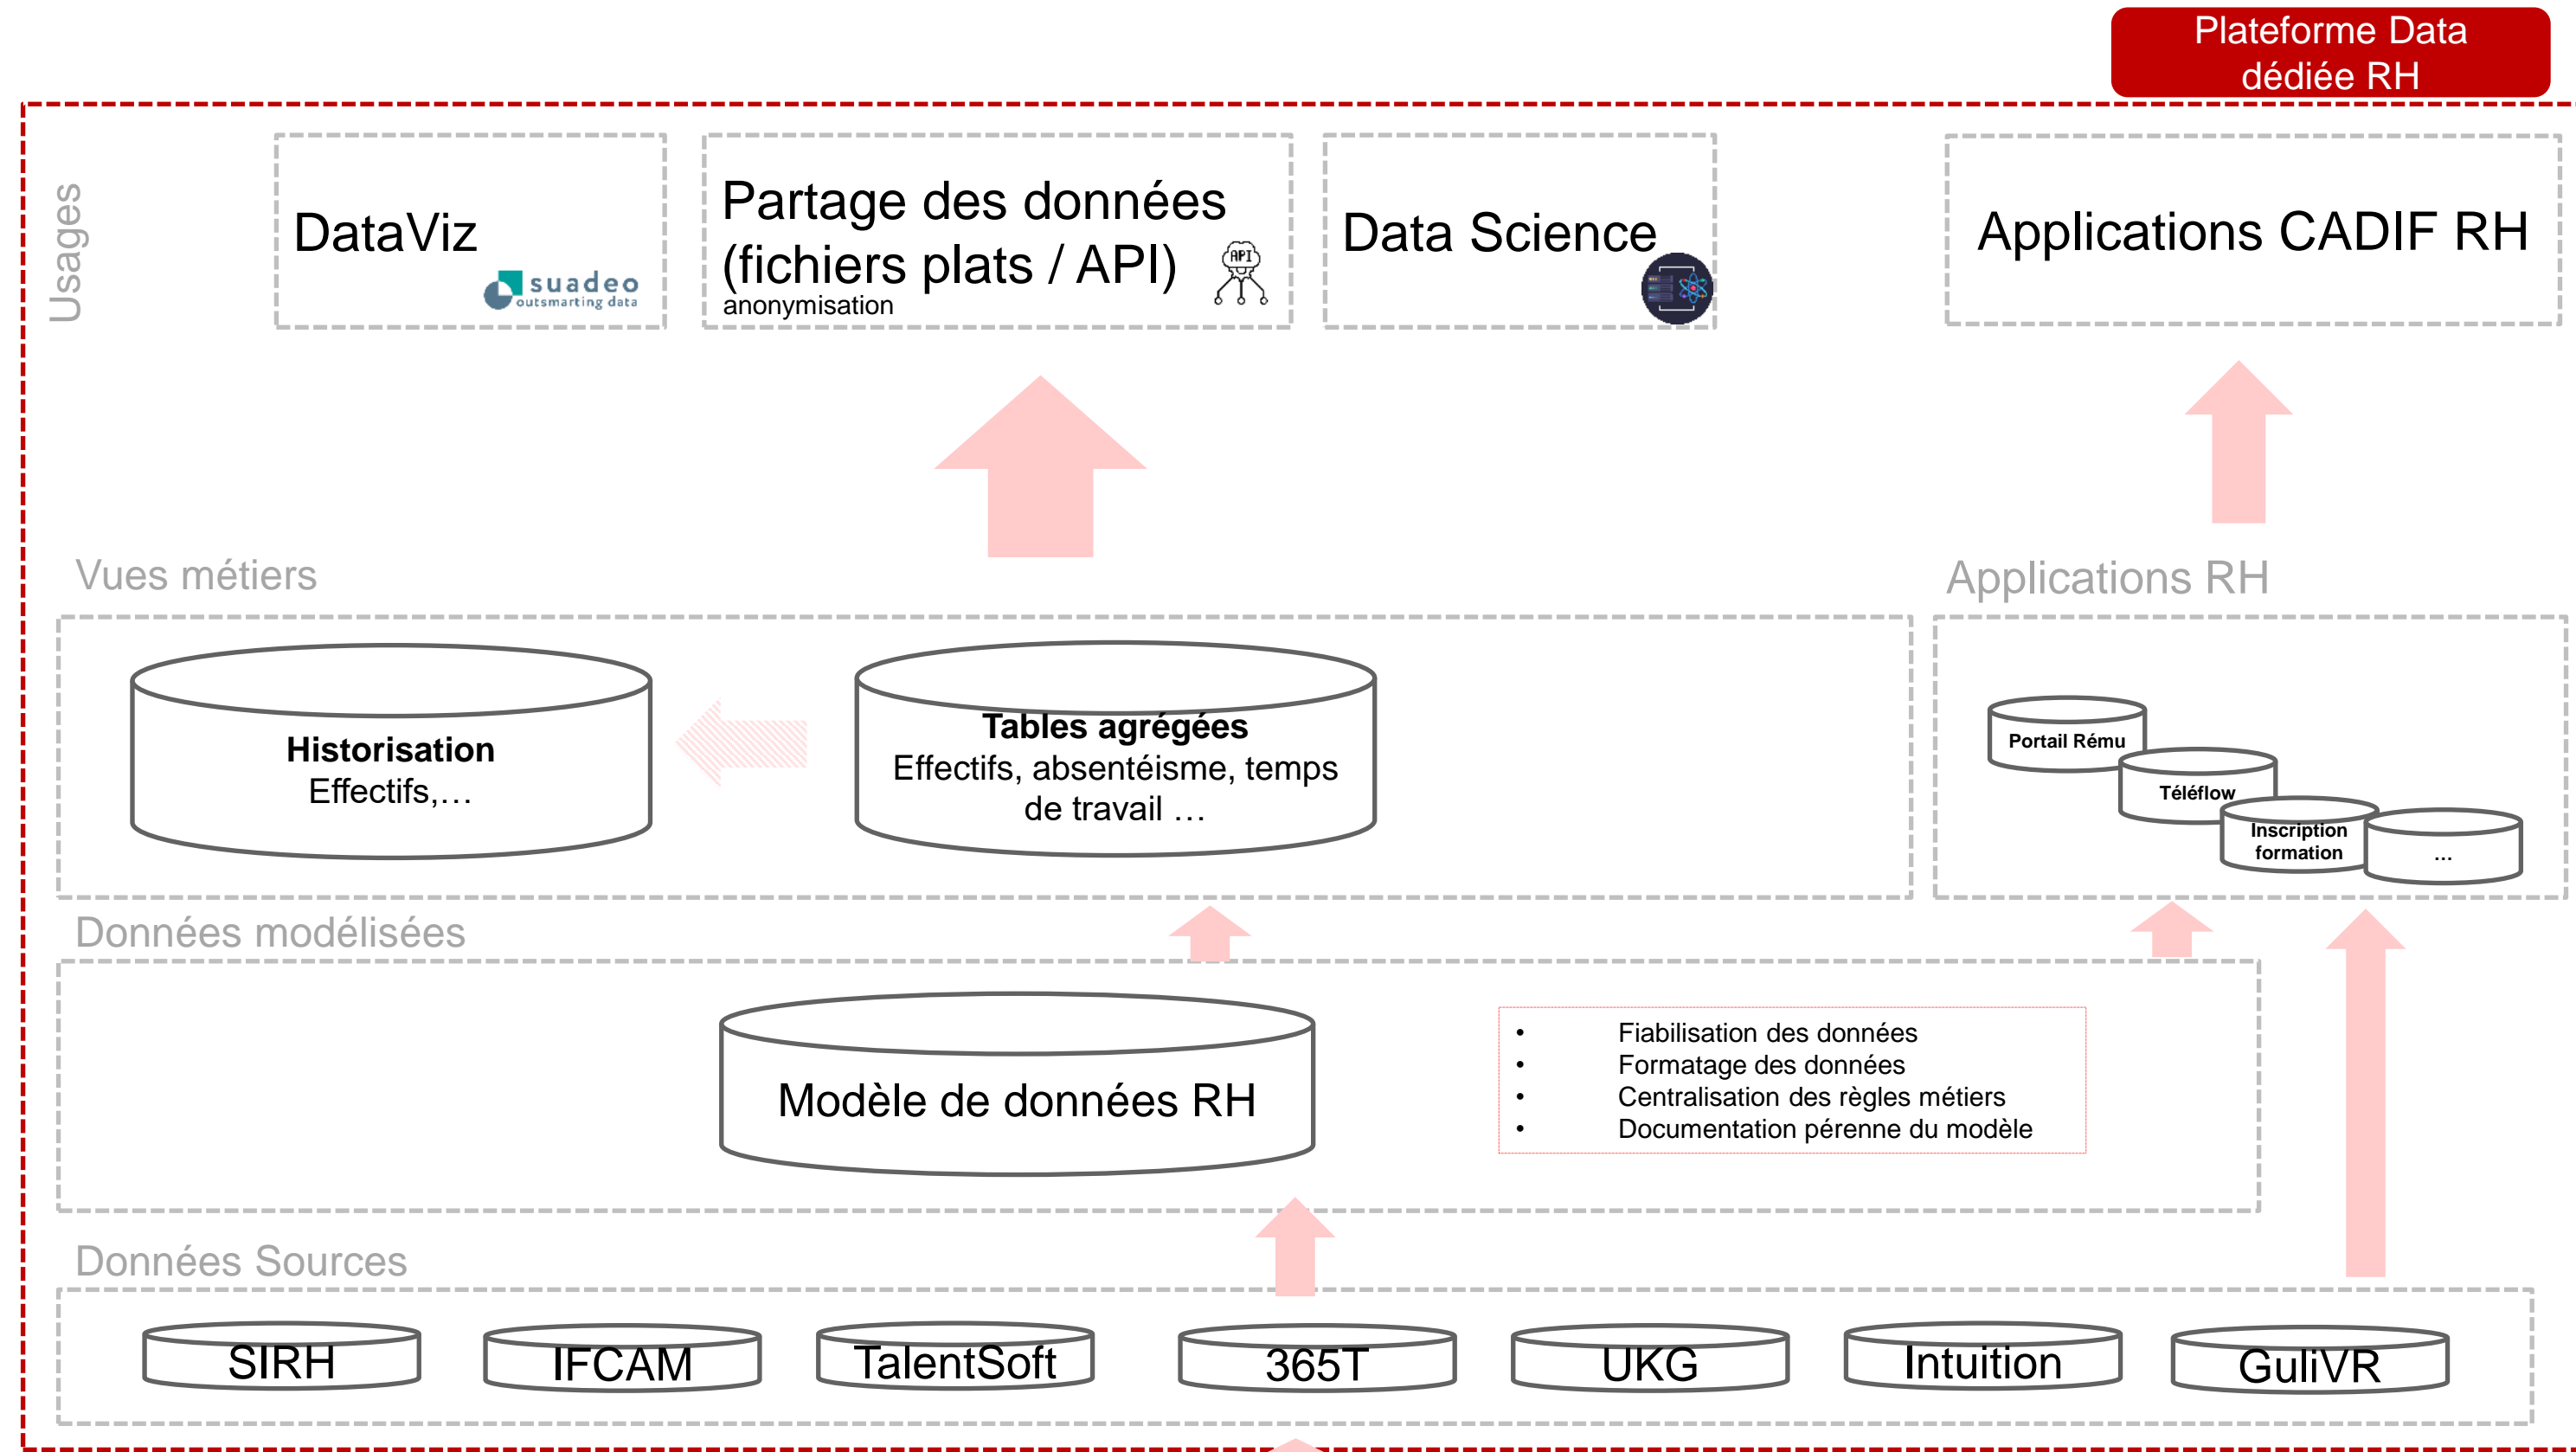 Plateforme Data
dédiée RH
Usages
DataViz
suadeo
outsmarting data
Partage des données
(fichiers plats / API)
anonymisation
API
Data Science
Applications CADIF RH
Vues métiers
Applications RH
Historisation
Effectifs,…
Tables agrégées
Effectifs, absentéisme, temps
de travail …
Portail Rému
Téléflow
Inscription
formation
…
Données modélisées
Modèle de données RH
• Fiabilisation des données
• Formatage des données
• Centralisation des règles métiers
• Documentation pérenne du modèle
Données Sources
SIRH
IFCAM
TalentSoft
365T
UKG
Intuition
GuliVR